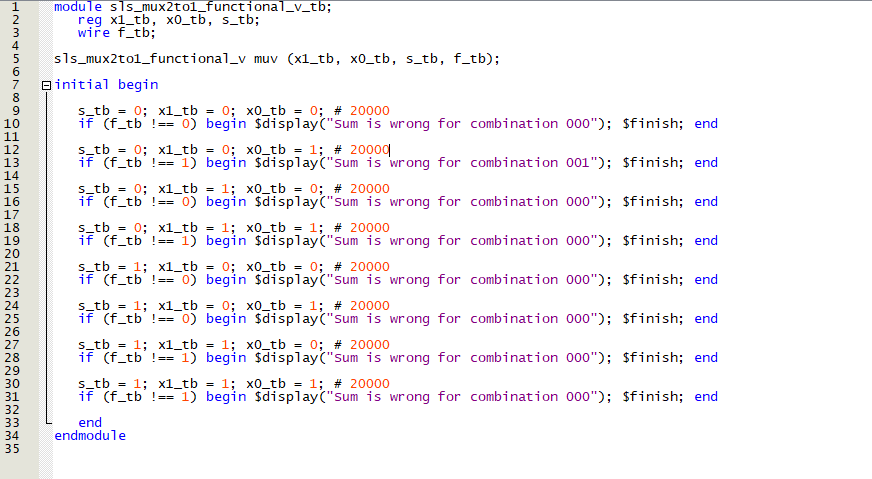 1 module sls_mux2to1_functional_v_tb;
2 reg x1_tb, x0_tb, s_tb;
3 wire f_tb;
4
5 sls_mux2to1_functional_v muv (x1_tb, x0_tb, s_tb, f_tb);
6
7 initial begin
8
9 s_tb = 0; x1_tb = 0; x0_tb = 0; # 20000
10 if (f_tb !== 0) begin $display("Sum is wrong for combination 000"); $finish; end
11
12 s_tb = 0; x1_tb = 0; x0_tb = 1; # 20000
13 if (f_tb !== 1) begin $display("Sum is wrong for combination 001"); $finish; end
14
15 s_tb = 0; x1_tb = 1; x0_tb = 0; # 20000
16 if (f_tb !== 0) begin $display("Sum is wrong for combination 000"); $finish; end
17
18 s_tb = 0; x1_tb = 1; x0_tb = 1; # 20000
19 if (f_tb !== 1) begin $display("Sum is wrong for combination 000"); $finish; end
20
21 s_tb = 1; x1_tb = 0; x0_tb = 0; # 20000
22 if (f_tb !== 0) begin $display("Sum is wrong for combination 000"); $finish; end
23
24 s_tb = 1; x1_tb = 0; x0_tb = 1; # 20000
25 if (f_tb !== 0) begin $display("Sum is wrong for combination 000"); $finish; end
26
27 s_tb = 1; x1_tb = 1; x0_tb = 0; # 20000
28 if (f_tb !== 1) begin $display("Sum is wrong for combination 000"); $finish; end
29
30 s_tb = 1; x1_tb = 1; x0_tb = 1; # 20000
31 if (f_tb !== 1) begin $display("Sum is wrong for combination 000"); $finish; end
32
33 end
34 endmodule
35